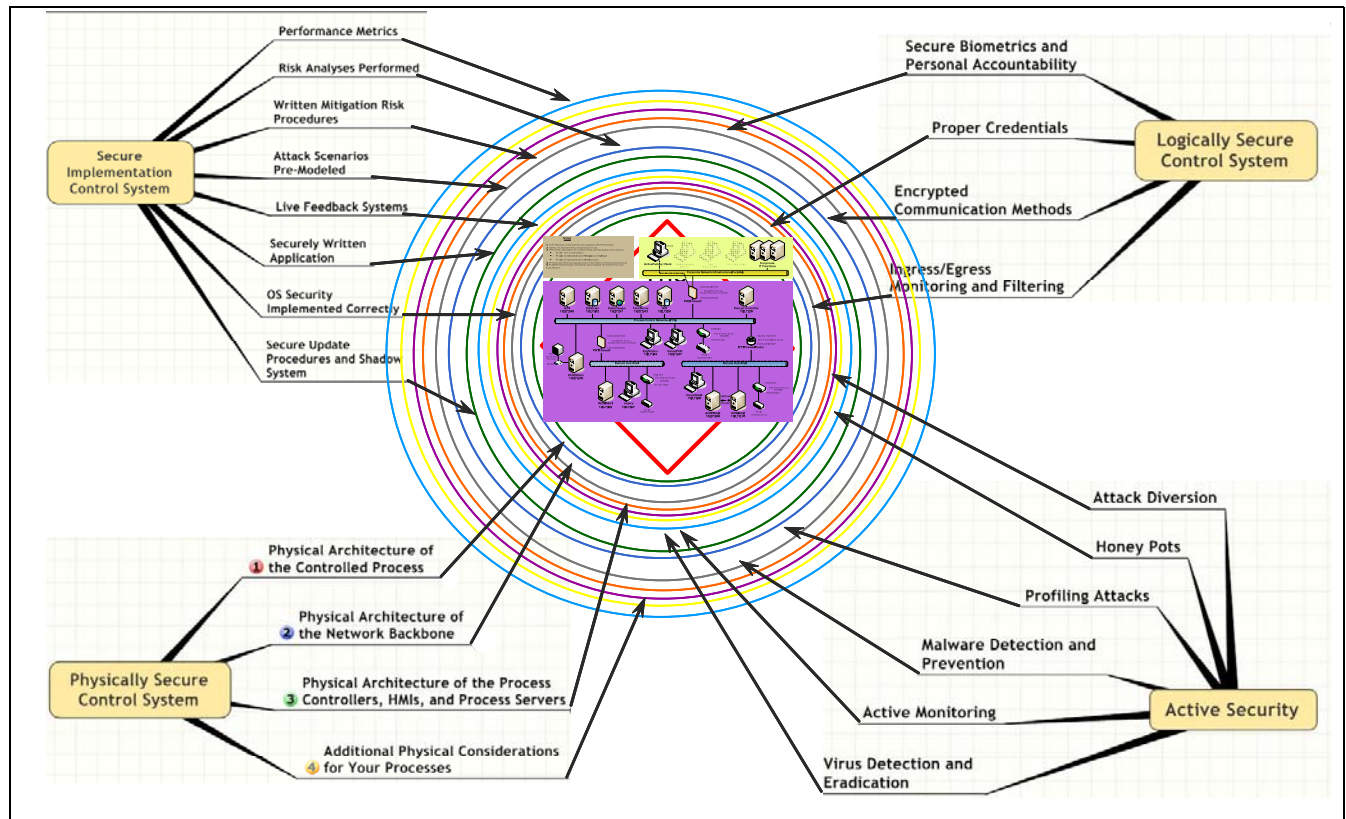 Performance Metrics
Risk Analyses Performed
Written Mitigation Risk
Procedures
Attack Scenarios
Pre-Modeled
Live Feedback Systems
Securely Written
Application
OS Security
Implemented Correctly
Secure Update
Procedures and Shadow
System
Secure
Implementation
Control System
Secure Biometrics and
Personal Accountability
Proper Credentials
Encrypted
Communication Methods
Ingress/Egress
Monitoring and Filtering
Logically Secure
Control System
Physical Architecture of
1 the Controlled Process
Physical Architecture of
2 the Network Backbone
Physical Architecture of the Process
3 Controllers, HMIs, and Process Servers
Additional Physical Considerations
4 for Your Processes
Physically Secure
Control System
Attack Diversion
Honey Pots
Profiling Attacks
Malware Detection and
Prevention
Active Monitoring
Virus Detection and
Eradication
Active Security